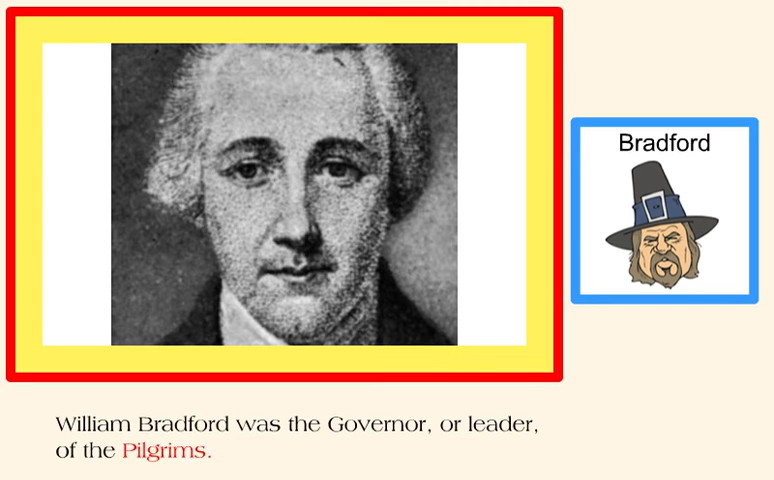 Bradford
William Bradford was the Governor, or leader,
of the Pilgrims.